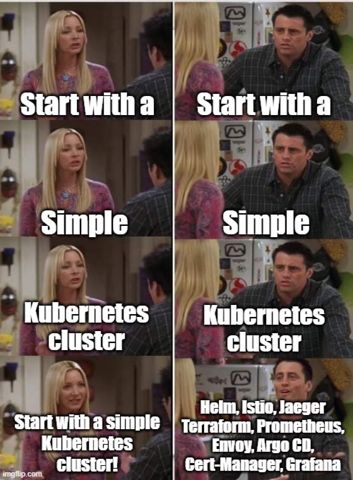 Start with a
Start with a
Simple
Simple
Kubernetes
cluster
Kubernetes
cluster
Start with a simple
Kubernetes
cluster!
Helm, Istio, Jaeger
Terraform, Prometheus,
Envoy, Argo CD,
Cert-Manager, Grafana
imgflip.com